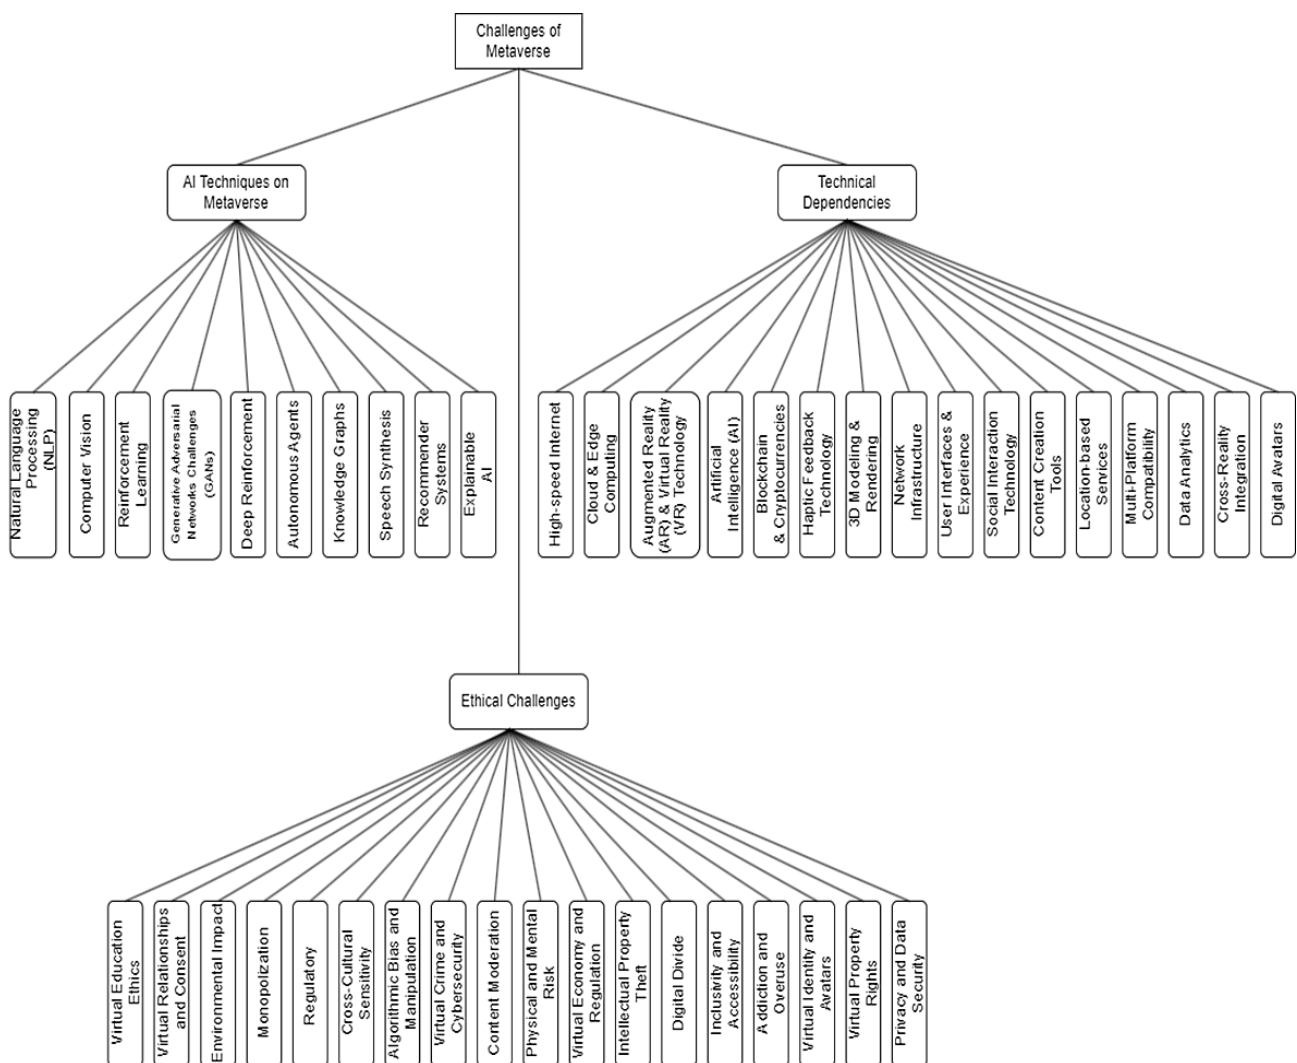 Challenges of
Metaverse
AI Techniques on
Metaverse
Technical
Dependencies
Natural Language
Processing
(NLP)
Computer Vision
Reinforcement
Learning
Generative Adversarial
Networks Challenges
(GANs)
Deep Reinforcement
Autonomous Agents
Knowledge Graphs
Speech Synthesis
Recommender
Systems
Explainable
AI
High-speed Internet
Cloud & Edge
Computing
Augmented Reality
(AR) & Virtual Reality
(VR) Technology
Artificial
Intelligence (AI)
Blockchain
& Cryptocurrencies
Haptic Feedback
Technology
3D Modeling &
Rendering
Network
Infrastructure
User Interfaces &
Experience
Social Interaction
Technology
Content Creation
Tools
Location-based
Services
Multi-Platform
Compatibility
Data Analytics
Cross-Reality
Integration
Digital Avatars
Ethical Challenges
Virtual Education
Ethics
Virtual Relationships
and Consent
Environmental Impact
Monopolization
Regulatory
Cross-Cultural
Sensitivity
Algorithmic Bias and
Manipulation
Virtual Crime and
Cybersecurity
Content Moderation
Physical and Mental
Risk
Virtual Economy and
Regulation
Intellectual Property
Theft
Digital Divide
Inclusivity and
Accessibility
Addiction and
Overuse
Virtual Identity and
Avatars
Virtual Property
Rights
Privacy and Data
Security